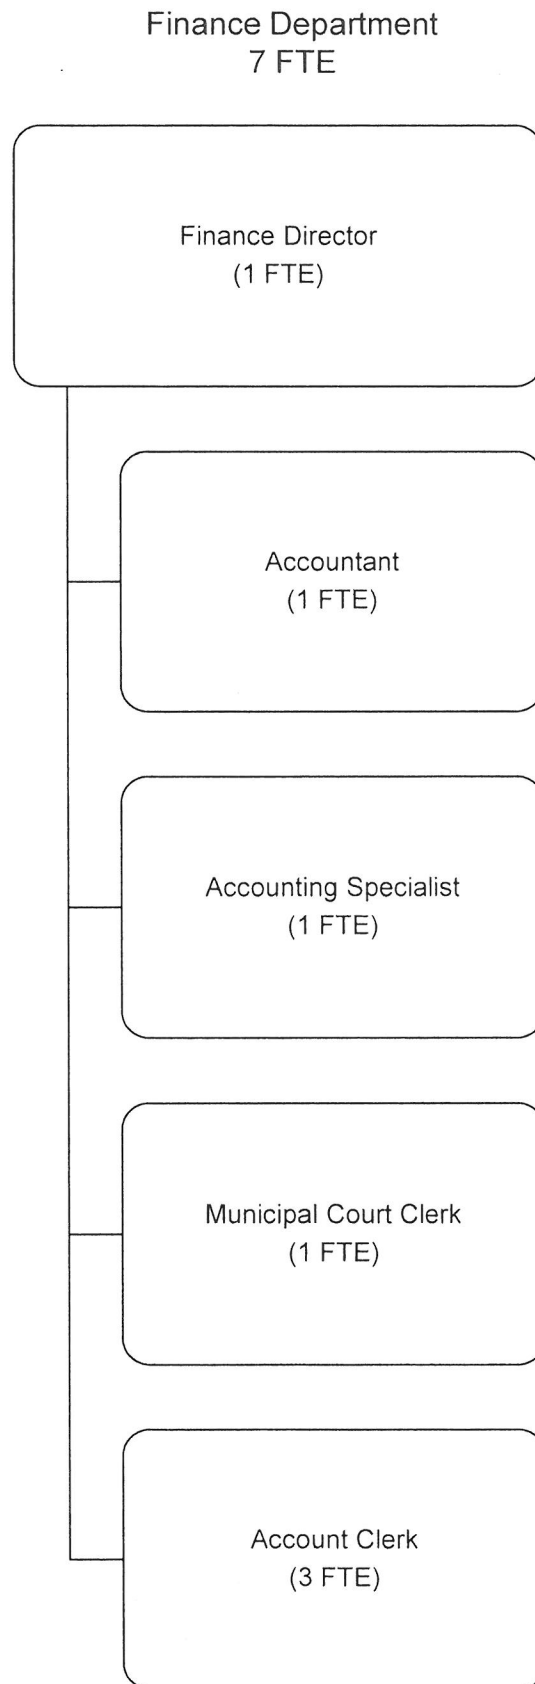 Finance Department
7 FTE
Finance Director
(1 FTE)
Accountant
(1 FTE)
Accounting Specialist
(1 FTE)
Municipal Court Clerk
(1 FTE)
Account Clerk
(3 FTE)